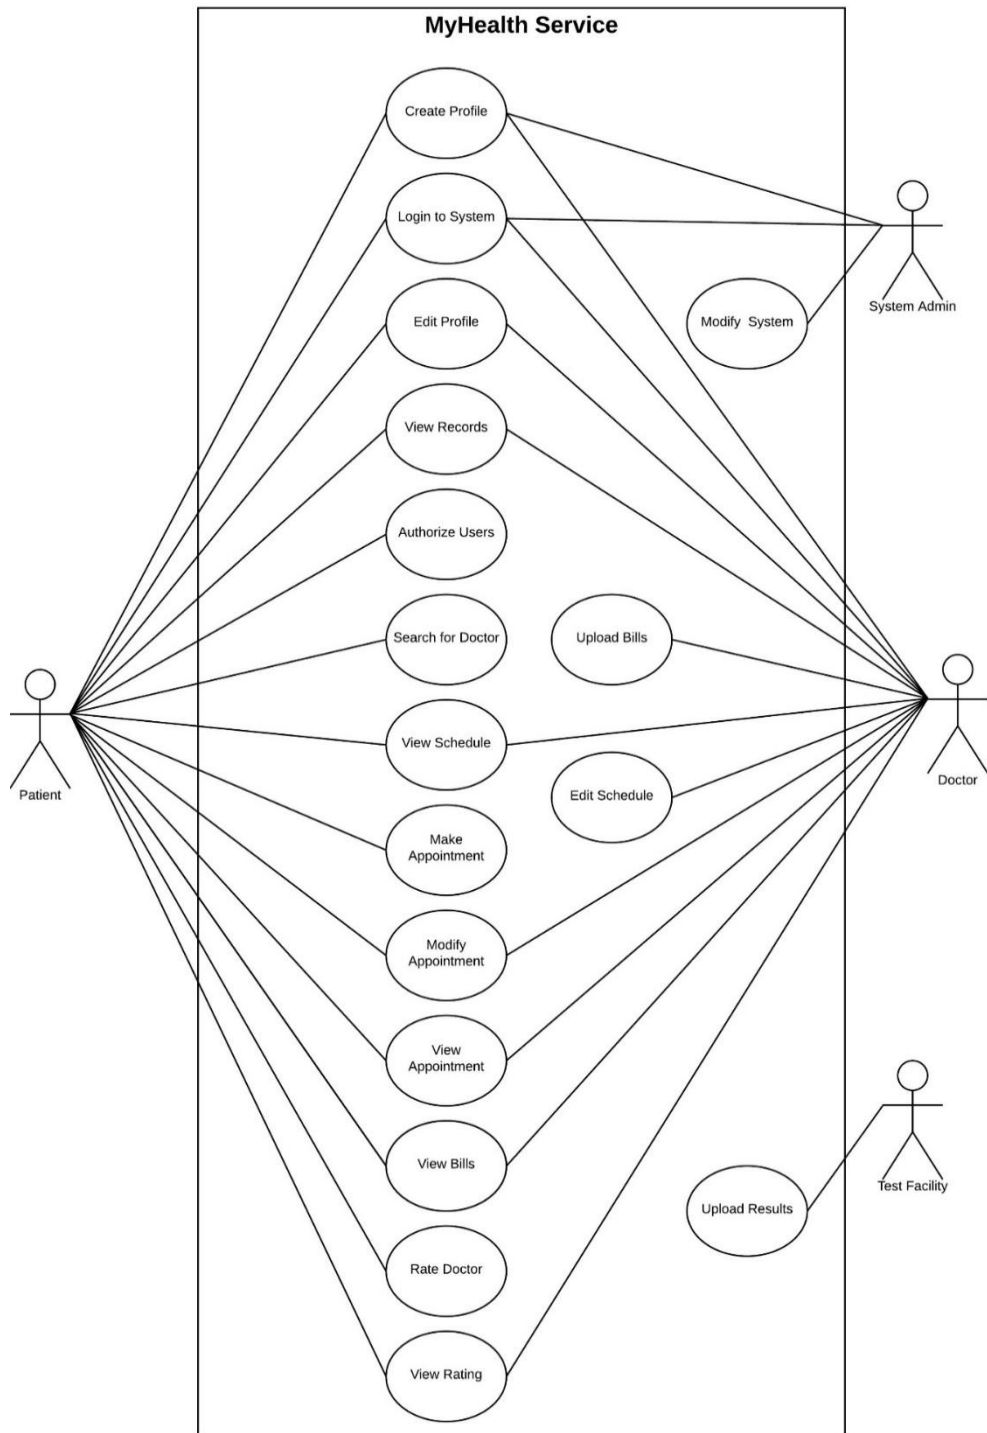 MyHealth Service
Create Profile
Login to System
System Admin
Modify  System
Edit Profile
View Records
Authorize Users
Search for Doctor
Upload Bills
View Schedule
Patient
Doctor
Edit Schedule
Make
Appointment
Modify
Appointment
View
Appointment
View Bills
Test Facility
Upload Results
Rate Doctor
View Rating